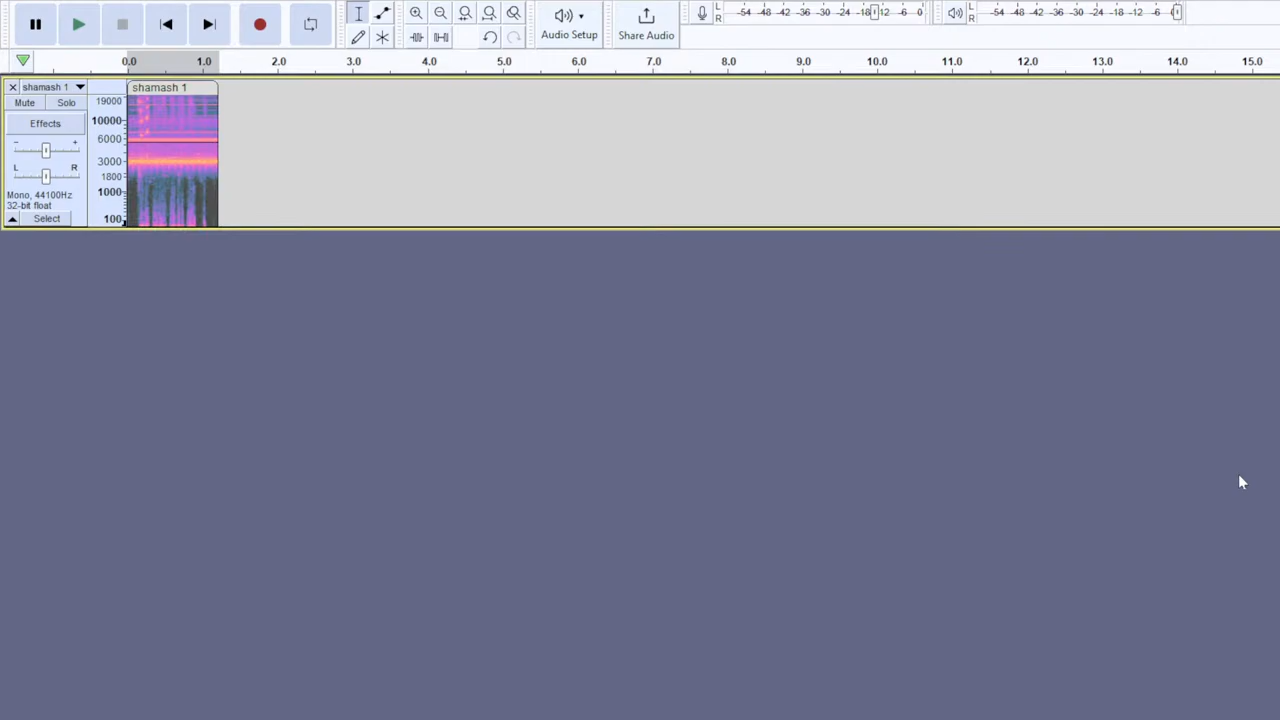 L
R
-54 -48 -42 -36 -30 -24 -18 -12 -6 0
L
R
-54 -48 -42 -36 -30 -24 -18 -12 -6
Audio Setup
Share Audio
0.0 1.0 2.0 3.0 4.0 5.0 6.0 7.0 8.0 9.0 10.0 11.0 12.0 13.0 14.0 15.0
shamash 1
shamash 1
Mute Solo
Effects
- +
L R
Mono, 44100Hz
32-bit float
Select
19000
10000
6000
3000
1800
1000
100